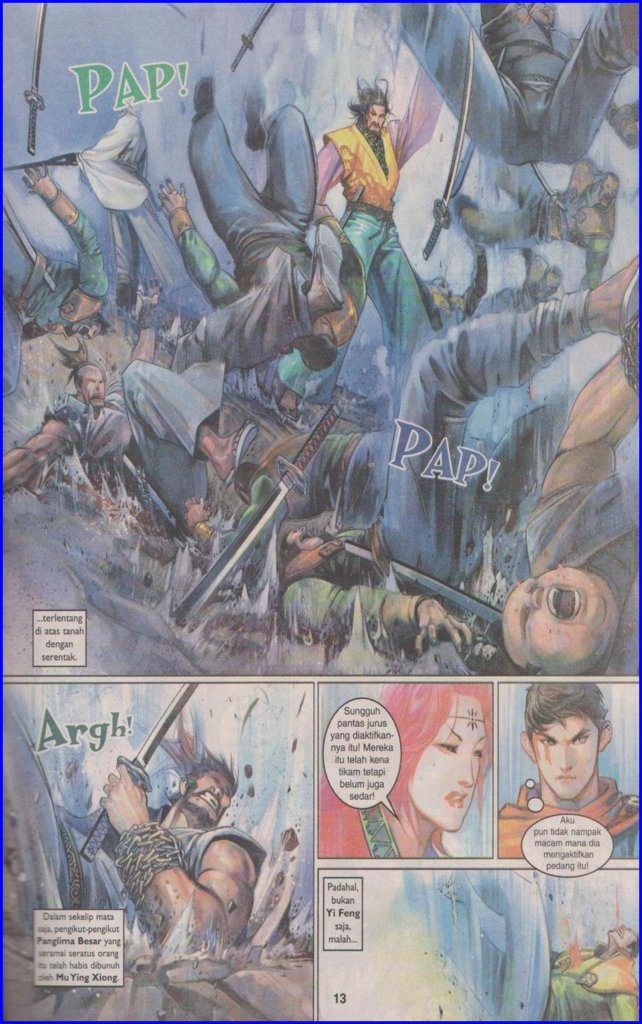 PAP!
PAP!
...terlentang
di atas tanah
dengan
serentak.
Argh!
Dalam sekelip mata
saja, pengikut-pengikut
Panglima Besar yang
seramai seratus orang
itu telah habis dibunuh
oleh Mu Ying Xiong.
Sungguh
pantas jurus
yang diaktifkan-
nya itu! Mereka
itu telah kena
tikam tetapi
belum juga
sedar!
Aku
pun tidak nampak
macam mana dia
mengaktifkan
pedang itu!
Padahal,
bukan
Yi Feng
saja,
malah...
13